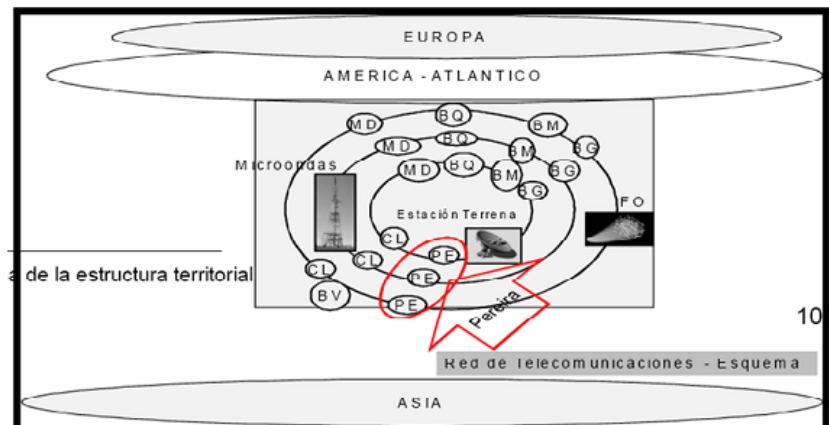 EUROPA
AMERICA - ATLANTICO
MD BQ BM BG
MD BQ BM BG
MD BQ BM BG
Microondas
FO
Estación Terrena
CL PE
CL PE
CL PE
BV
a de la estructura territorial
Pereira
10
Red de Telecomunicaciones - Esquema
ASIA